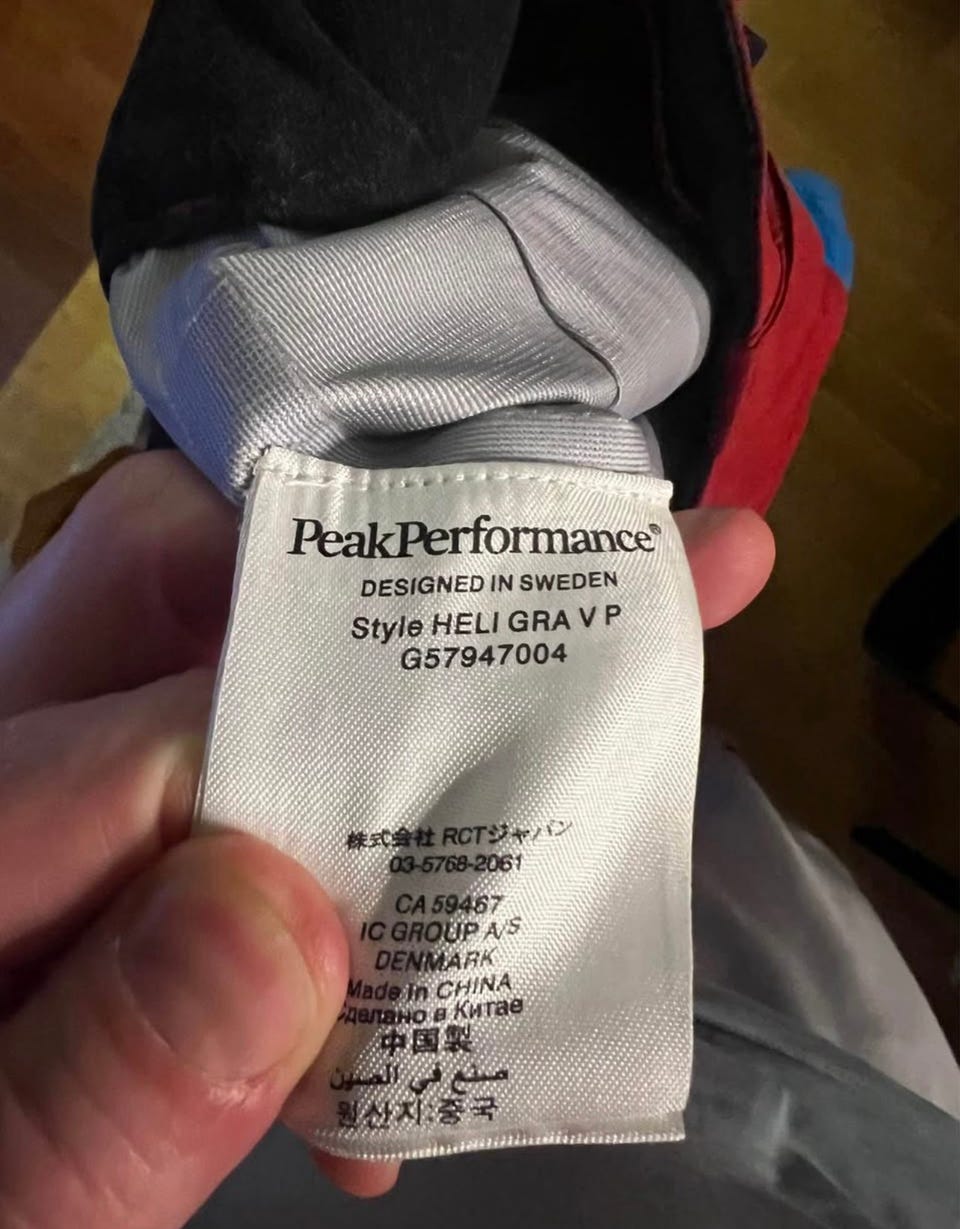 PeakPerformance®
DESIGNED IN SWEDEN
Style HELI GRA V P
G57947004
株式会社 RCTジャパン
03-5768-2061
CA 59467
IC GROUP A/S
DENMARK
Made in CHINA
Сделано в Китае
中国製
صنع في الصين
원산지:중국